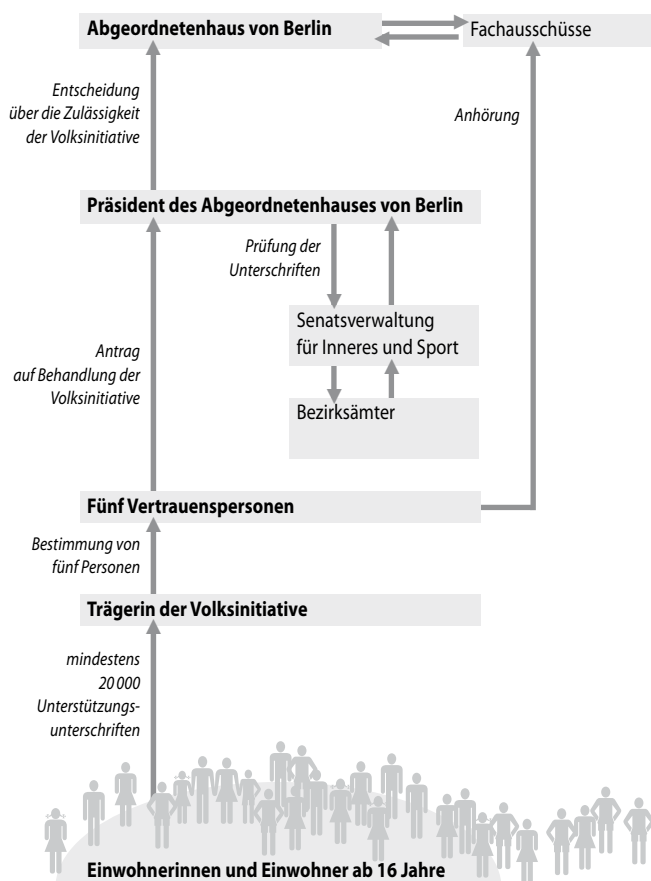 Abgeordnetenhaus von Berlin
Fachausschüsse
Entscheidung
über die Zulässigkeit
der Volksinitiative
Anhörung
Präsident des Abgeordnetenhauses von Berlin
Prüfung der
Unterschriften
Senatsverwaltung
für Inneres und Sport
Antrag
auf Behandlung der
Volksinitiative
Bezirksämter
Fünf Vertrauenspersonen
Bestimmung von
fünf Personen
Trägerin der Volksinitiative
mindestens
20 000
Unterstützungs-
unterschriften
Einwohnerinnen und Einwohner ab 16 Jahre